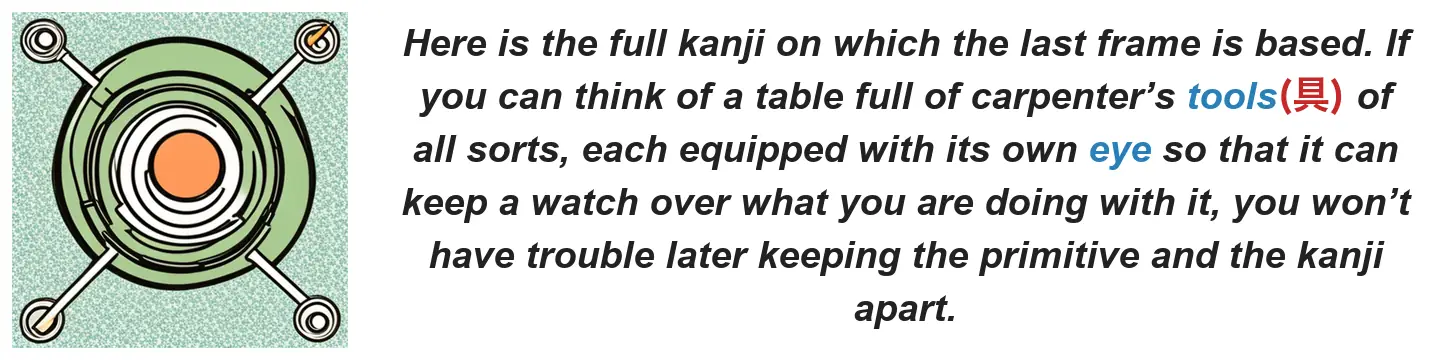 Here is the full kanji on which the last frame is based. If
you can think of a table full of carpenter’s tools(具) of
all sorts, each equipped with its own eye so that it can
keep a watch over what you are doing with it, you won’t
have trouble later keeping the primitive and the kanji
apart.